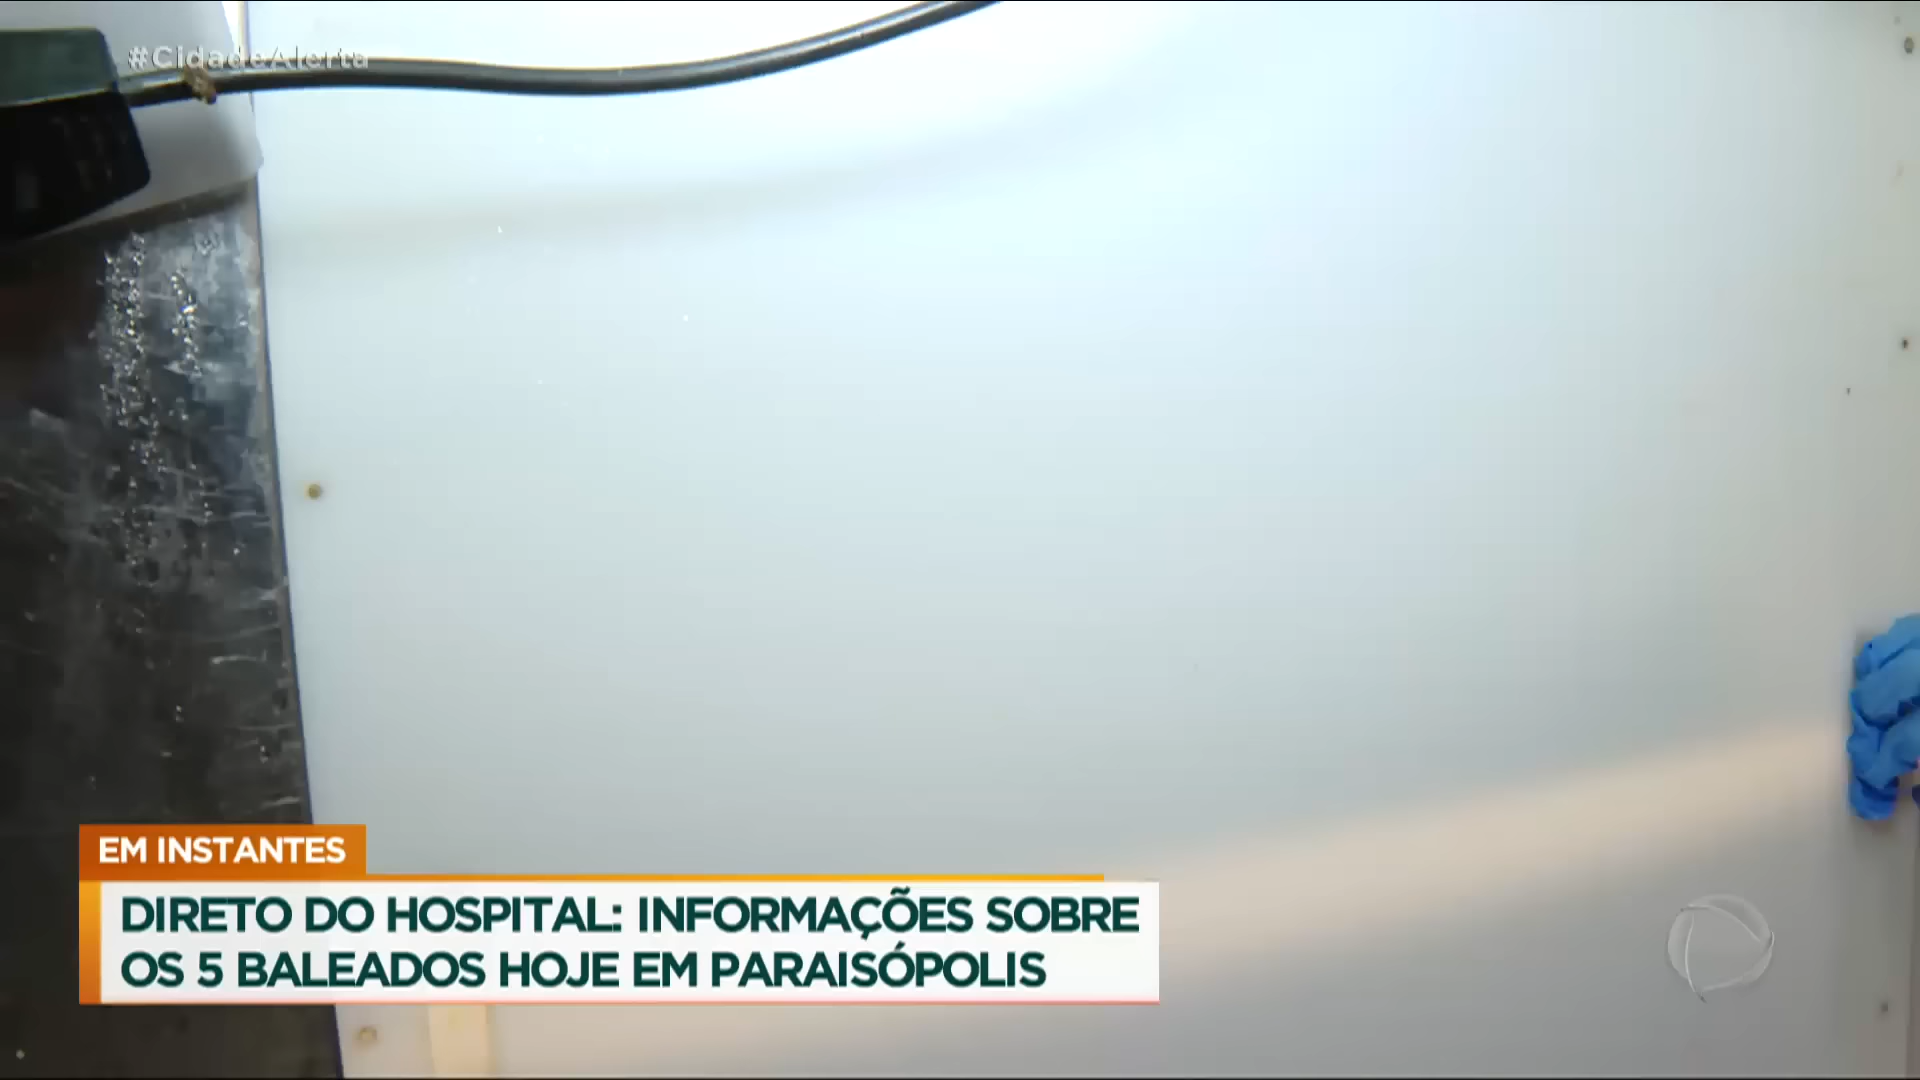 #CidadeAlerta
EM INSTANTES
DIRETO DO HOSPITAL: INFORMAÇÕES SOBRE
OS 5 BALEADOS HOJE EM PARAISÓPOLIS